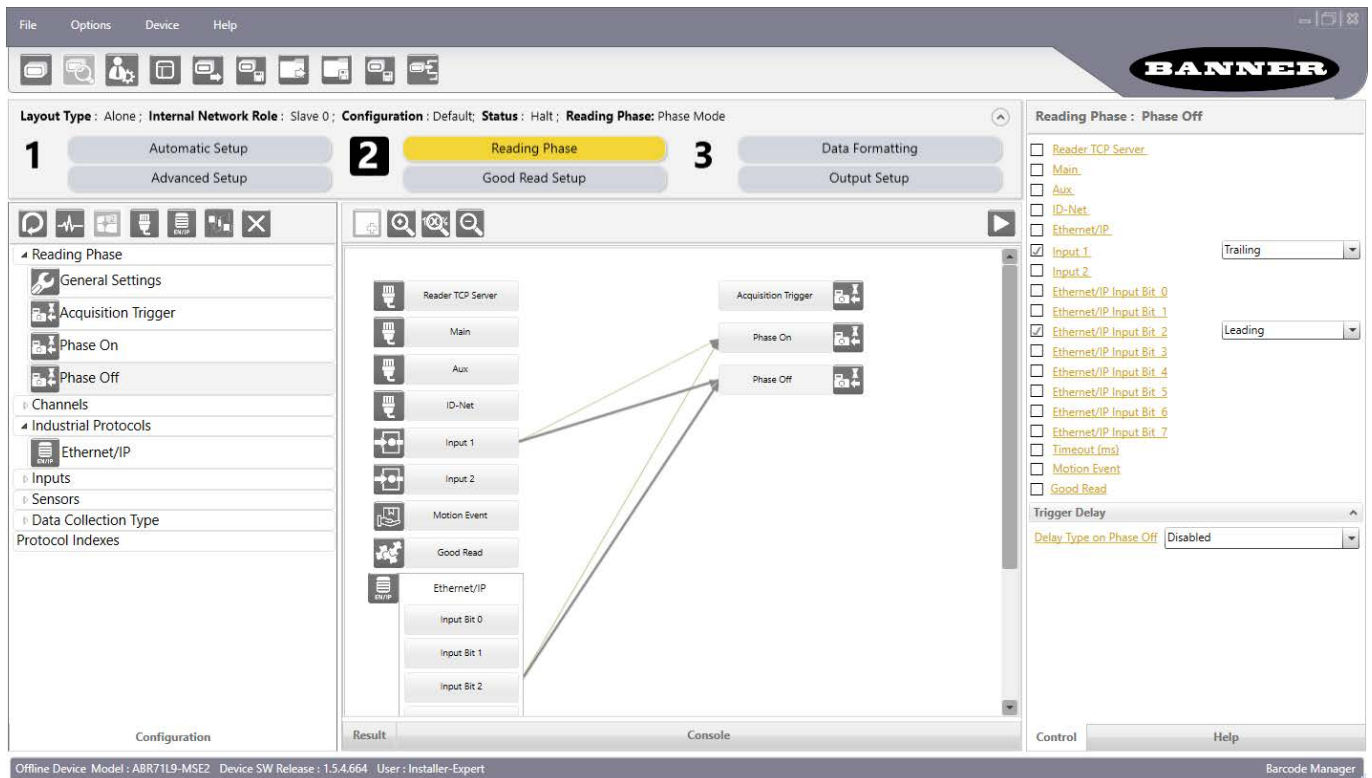 File Options Device Help
BANNER
Layout Type : Alone ; Internal Network Role : Slave 0 ; Configuration : Default; Status : Halt ; Reading Phase: Phase Mode
1 Automatic Setup
Advanced Setup
2 Reading Phase
Good Read Setup
3 Data Formatting
Output Setup
EN/IP
Reading Phase
General Settings
Acquisition Trigger
Phase On
Phase Off
Channels
Industrial Protocols
EN/IP
Ethernet/IP
Inputs
Sensors
Data Collection Type
Protocol Indexes
Configuration
100%
Reader TCP Server
Main
Aux
ID-Net
Input 1
Input 2
Motion Event
Good Read
EN/IP
Ethernet/IP
Input Bit 0
Input Bit 1
Input Bit 2
Acquisition Trigger
Phase On
Phase Off
Result Console
Reading Phase : Phase Off
Reader TCP Server
Main
Aux
ID-Net
Ethernet/IP
Input 1 Trailing
Input 2
Ethernet/IP Input Bit 0
Ethernet/IP Input Bit 1
Ethernet/IP Input Bit 2 Leading
Ethernet/IP Input Bit 3
Ethernet/IP Input Bit 4
Ethernet/IP Input Bit 5
Ethernet/IP Input Bit 6
Ethernet/IP Input Bit 7
Timeout (ms)
Motion Event
Good Read
Trigger Delay
Delay Type on Phase Off Disabled
Control Help
Offline Device Model : ABR71L9-MSE2 Device SW Release : 1.5.4.664 User : Installer-Expert
Barcode Manager